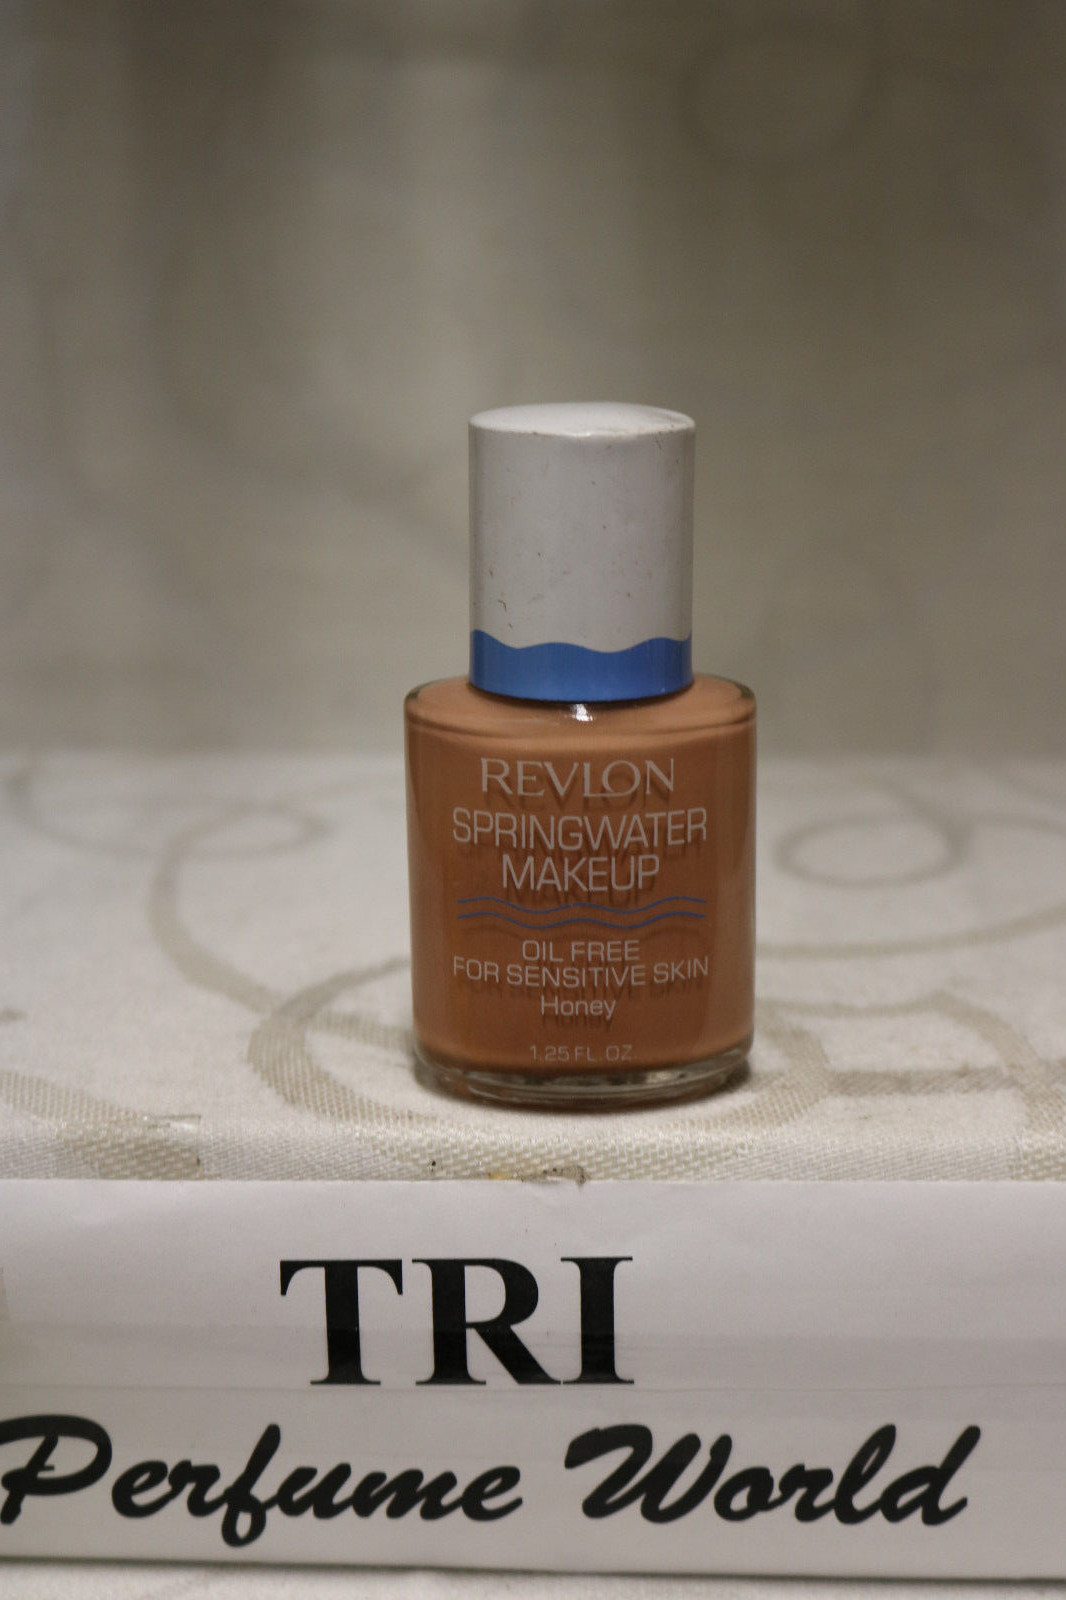 REVLON
SPRINGWATER
MAKEUP
OIL FREE
FOR SENSITIVE SKIN
Honey
1.25 FL. OZ.
TRI
Perfume World